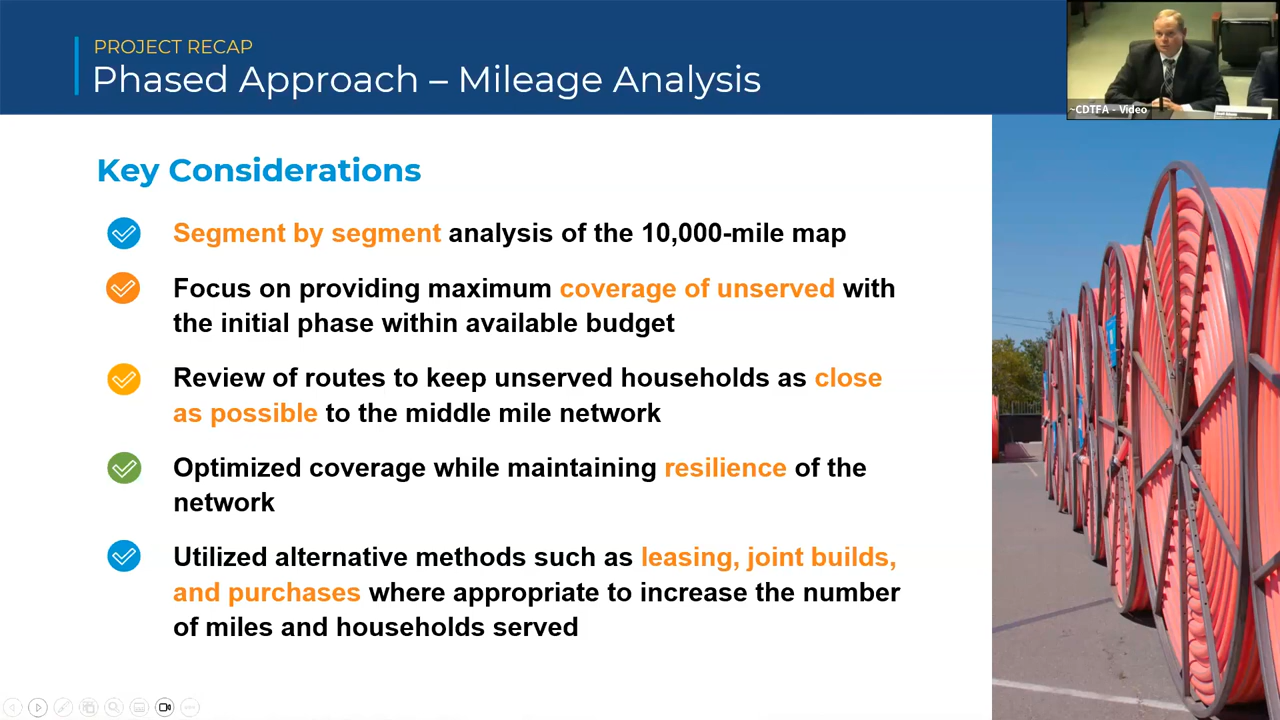 PROJECT RECAP
Phased Approach – Mileage Analysis
~CDTFA - Video
Key Considerations
Segment by segment analysis of the 10,000-mile map
Focus on providing maximum coverage of unserved with
the initial phase within available budget
Review of routes to keep unserved households as close
as possible to the middle mile network
Optimized coverage while maintaining resilience of the
network
Utilized alternative methods such as leasing, joint builds,
and purchases where appropriate to increase the number
of miles and households served